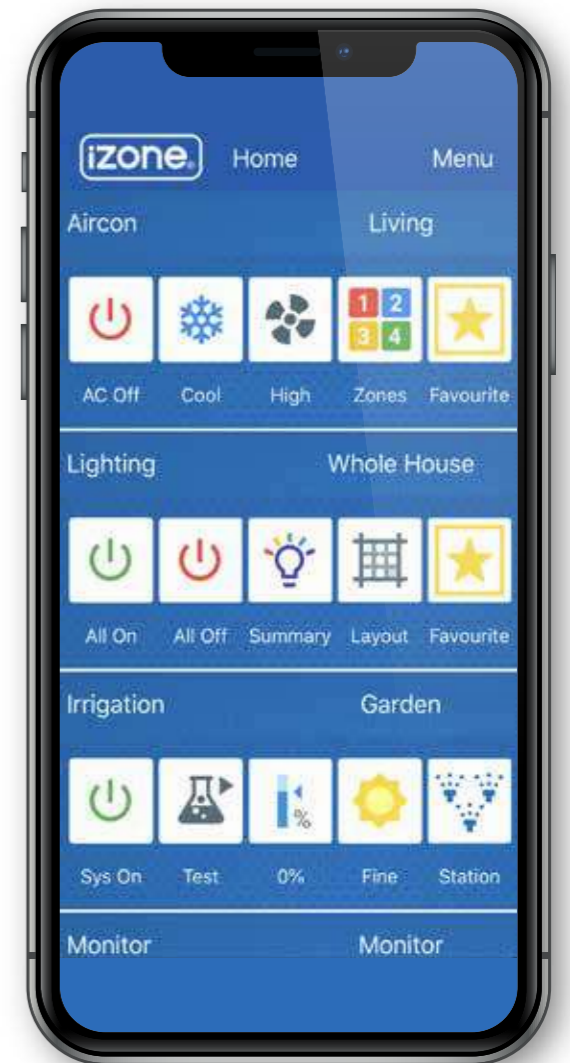 izone. Home Menu
Aircon Living
1 2
3 4
AC Off Cool High Zones Favourite
Lighting Whole House
All On All Off Summary Layout Favourite
Irrigation Garden
%
Sys On Test 0% Fine Station
Monitor Monitor